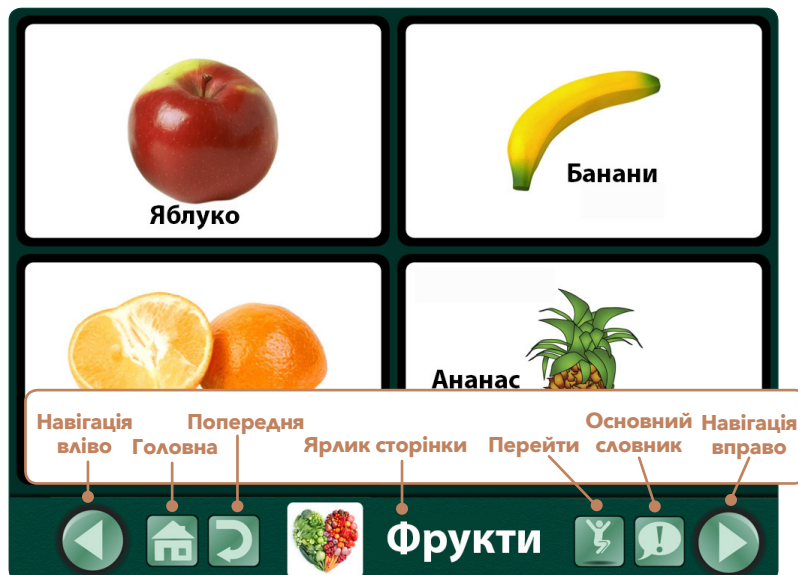 Яблуко
Банани
Ананас
Навігація
вліво
Головна
Попередня
Ярлик сторінки
Перейти
Основний
словник
Навігація
вправо
Фрукти